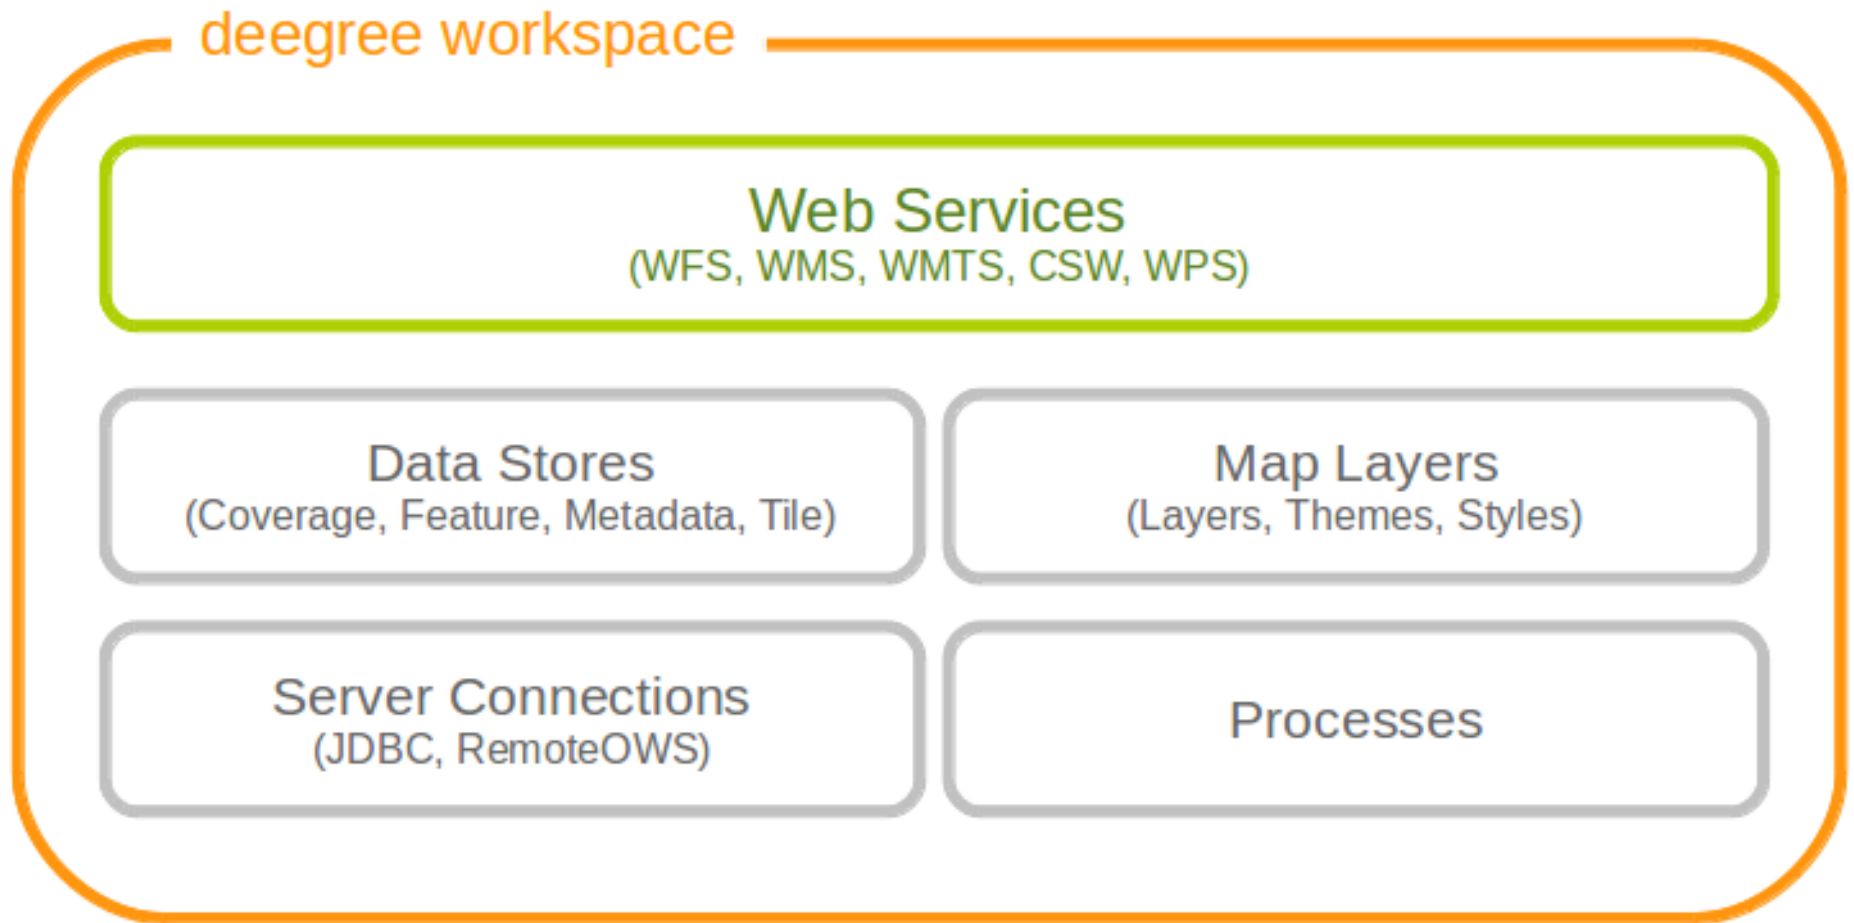 deegree workspace
Web Services
(WFS, WMS, WMTS, CSW, WPS)
Data Stores
(Coverage, Feature, Metadata, Tile)
Map Layers
(Layers, Themes, Styles)
Server Connections
(JDBC, RemoteOWS)
Processes